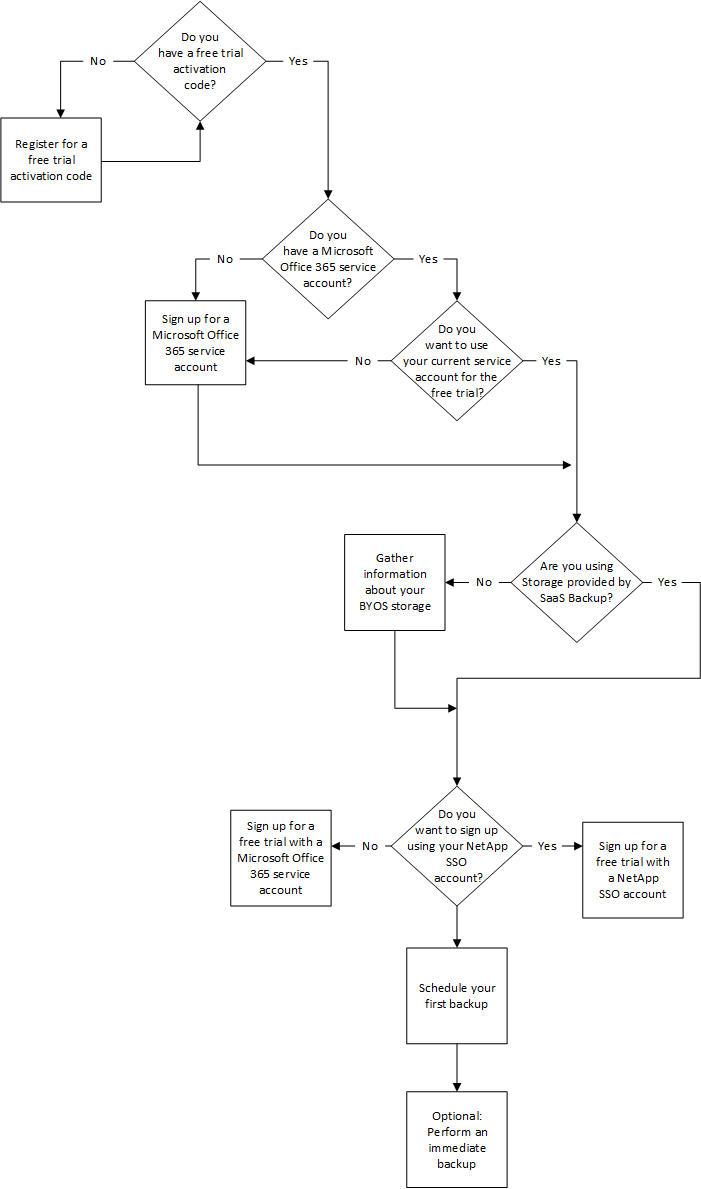 Do you
have a free trial
activation
code?
No
Yes
Register for a
free trial
activation code
Do you
have a Microsoft
Office 365 service
account?
No
Yes
Sign up for a
Microsoft Office
365 service
account
Do you
want to use
your current service
account for the
free trial?
No
Yes
Gather
information
about your
BYOS storage
Are you using
Storage provided by
SaaS Backup?
No
Yes
Sign up for a
free trial with a
Microsoft Office
365 service
account
No
Do you
want to sign up
using your NetApp
SSO
account?
Yes
Sign up for a
free trial with
a NetApp
SSO account
Schedule your
first backup
Optional:
Perform an
immediate
backup